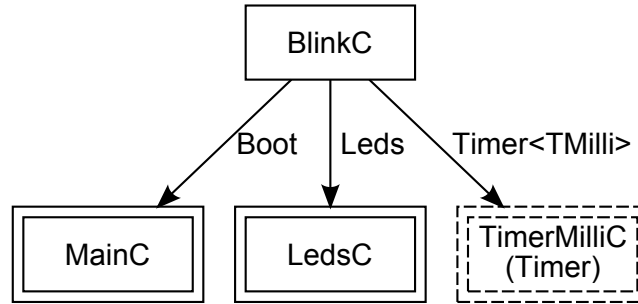 BlinkC
Boot
Leds
Timer<TMilli>
MainC
LedsC
TimerMilliC
(Timer)